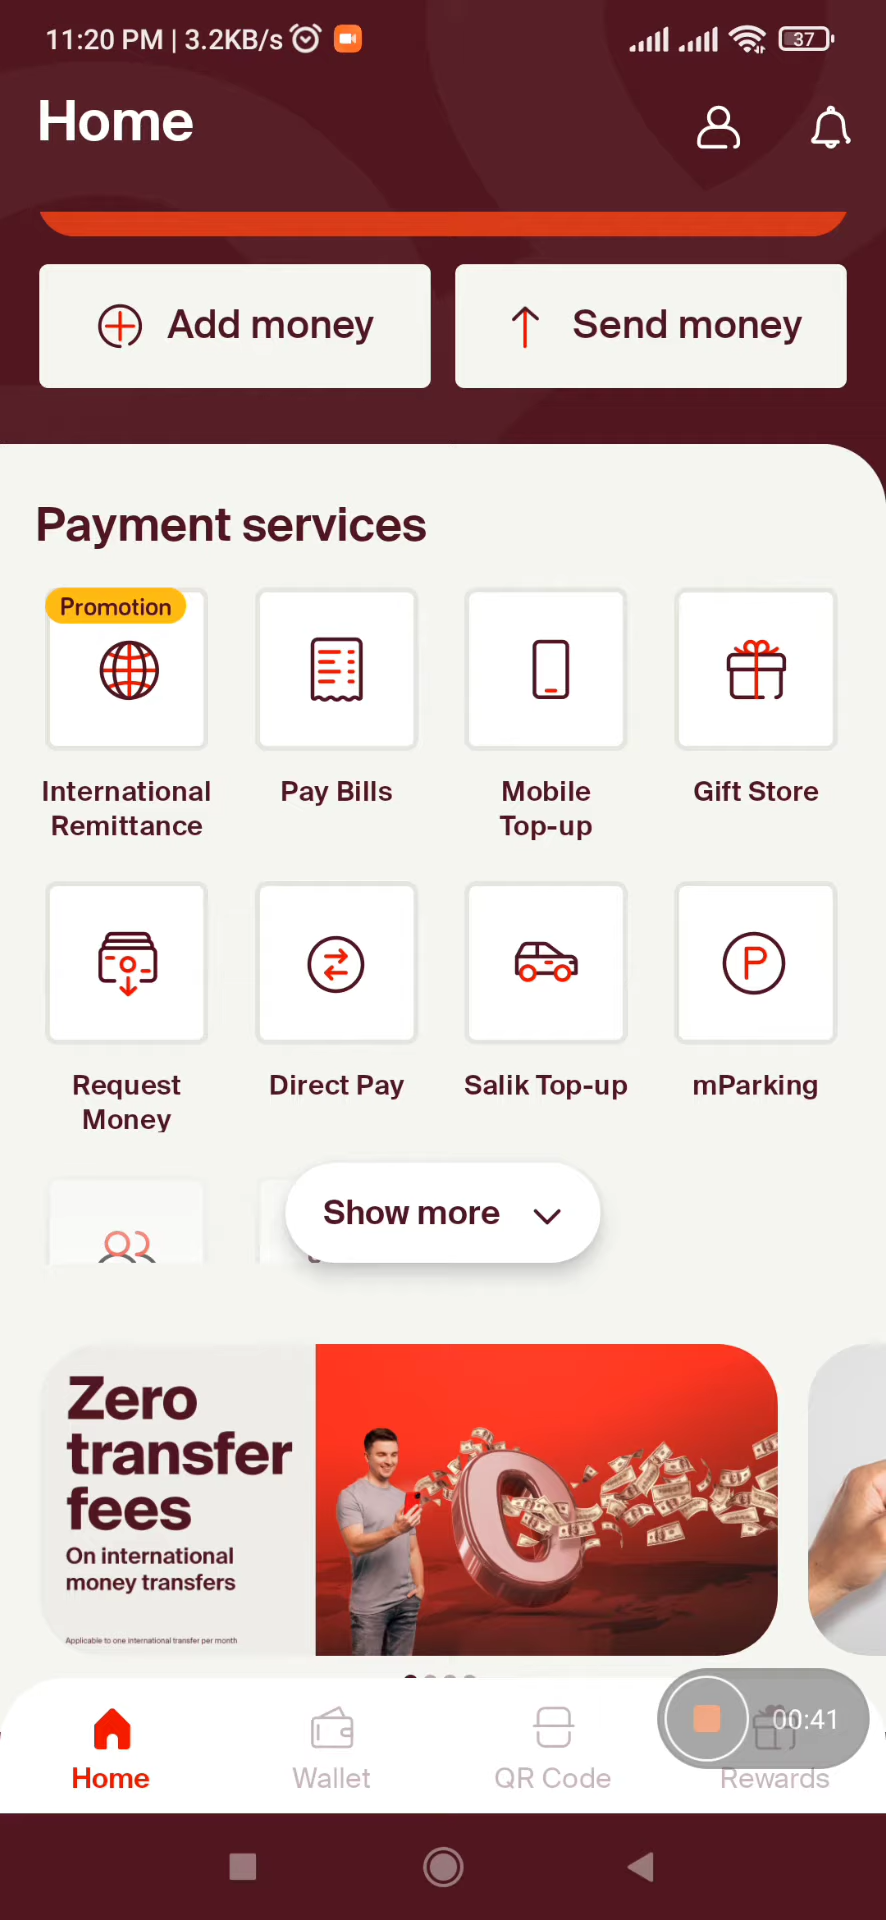 11:20 PM | 3.2KB/s
37
Home
Add money
Send money
Payment services
Promotion
International
Remittance
Pay Bills
Mobile
Top-up
Gift Store
Request
Money
Direct Pay
Salik Top-up
P
mParking
Show more
Zero
transfer
fees
On international
money transfers
Applicable to one international transfer per month
00:41
Home
Wallet
QR Code
Rewards